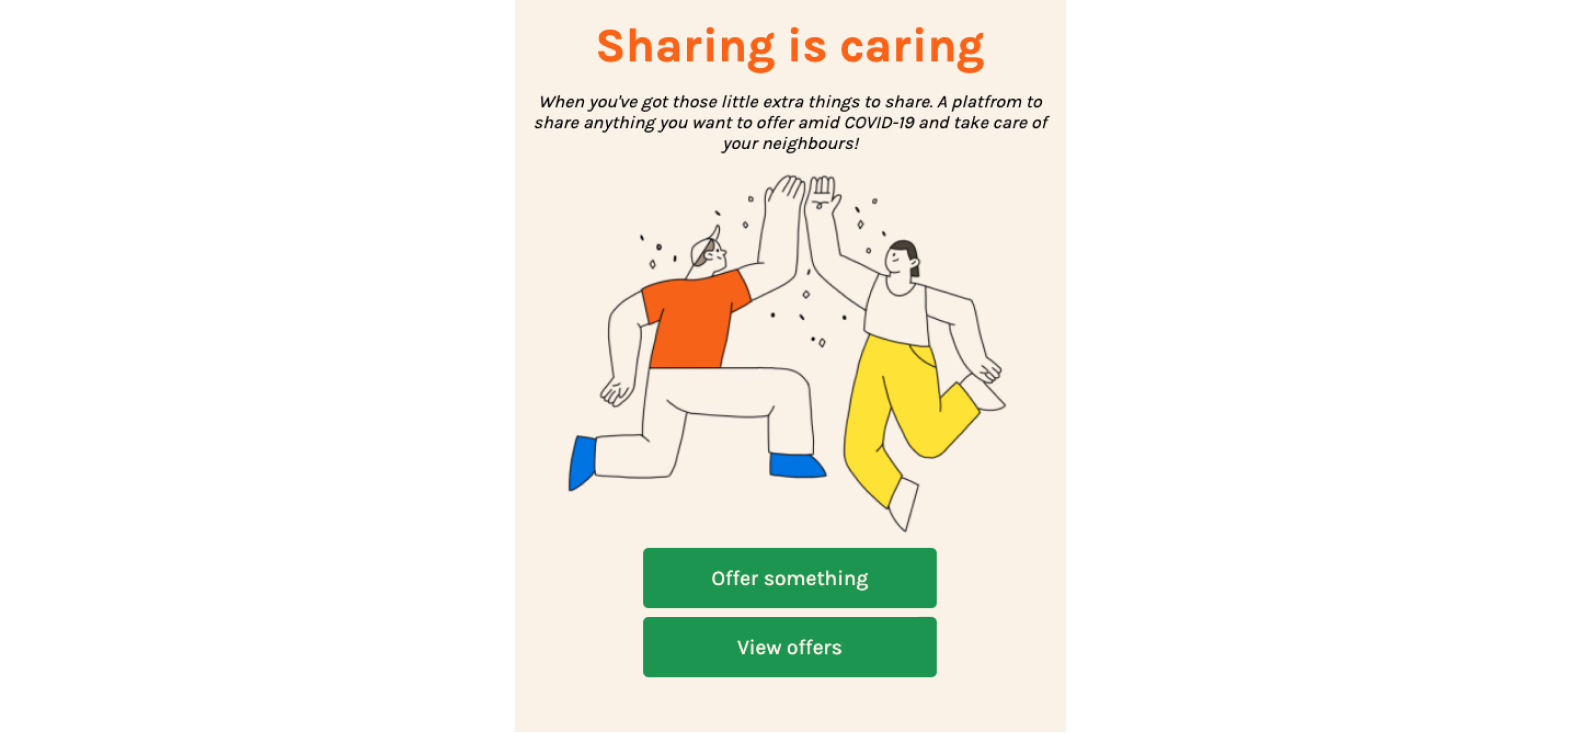 Sharing is caring
When you've got those little extra things to share. A platfrom to
share anything you want to offer amid COVID-19 and take care of
your neighbours!
Offer something
View offers